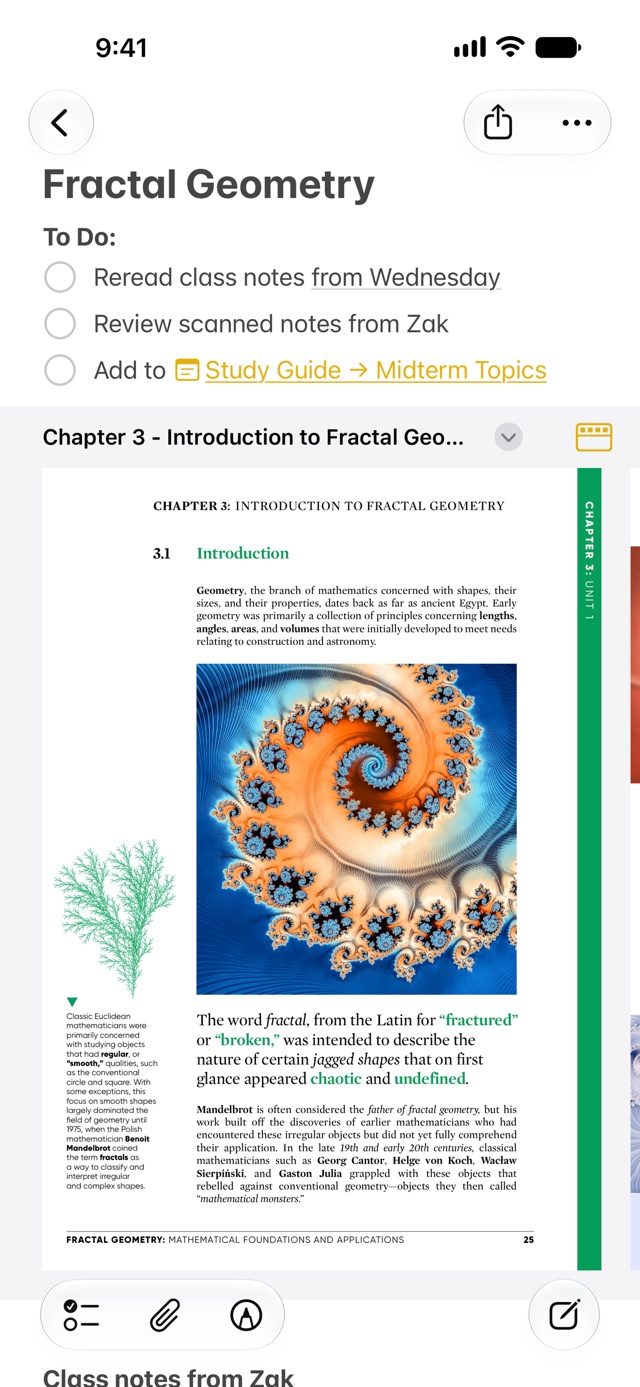 9:41
Fractal Geometry
To Do:
Reread class notes from Wednesday
Review scanned notes from Zak
Add to Study Guide → Midterm Topics
Chapter 3 - Introduction to Fractal Geo...
CHAPTER 3: INTRODUCTION TO FRACTAL GEOMETRY
CHAPTER 3: UNIT 1
3.1 Introduction
Geometry, the branch of mathematics concerned with shapes, their
sizes, and their properties, dates back as far as ancient Egypt. Early
geometry was primarily a collection of principles concerning lengths,
angles, areas, and volumes that were initially developed to meet needs
relating to construction and astronomy.
Classic Euclidean
mathematicians were
primarily concerned
with studying objects
that had regular, or
“smooth,” qualities, such
as the conventional
circle and square. With
some exceptions, this
focus on smooth shapes
largely dominated the
field of geometry until
1975, when the Polish
mathematician Benoit
Mandelbrot coined
the term fractals as
a way to classify and
interpret irregular
and complex shapes.
The word fractal, from the Latin for “fractured”
or “broken,” was intended to describe the
nature of certain jagged shapes that on first
glance appeared chaotic and undefined.
Mandelbrot is often considered the father of fractal geometry, but his
work built off the discoveries of earlier mathematicians who had
encountered these irregular objects but did not yet fully comprehend
their application. In the late 19th and early 20th centuries, classical
mathematicians such as Georg Cantor, Helge von Koch, Wacław
Sierpiński, and Gaston Julia grappled with these objects that
rebelled against conventional geometry—objects they then called
“mathematical monsters.”
FRACTAL GEOMETRY: MATHEMATICAL FOUNDATIONS AND APPLICATIONS 25
Class notes from Zak